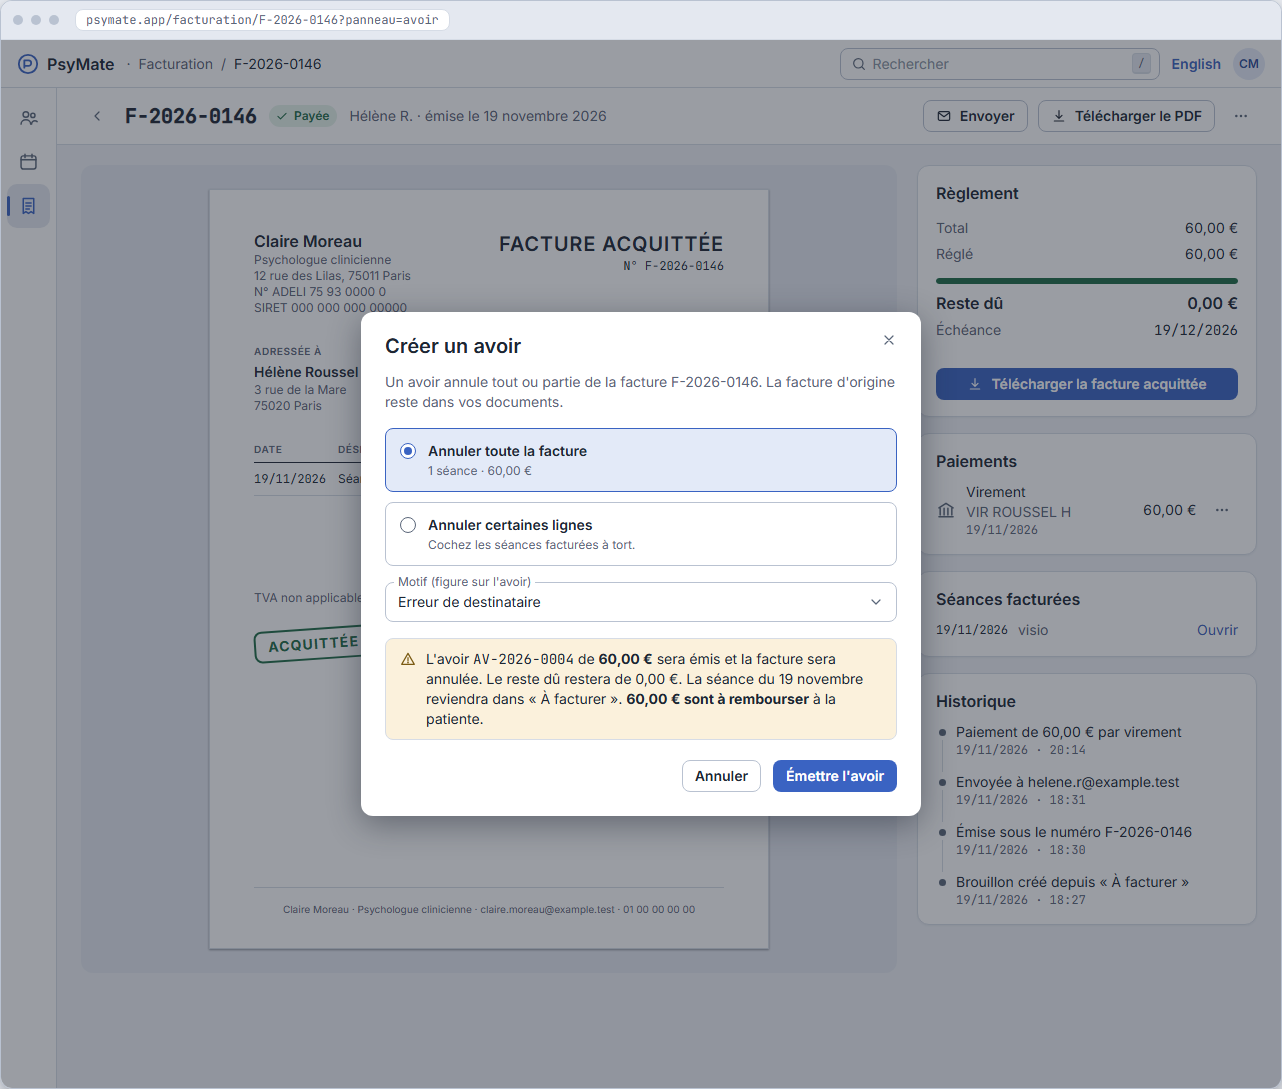 psymate.app/facturation/F-2026-0146?panneau=avoir
PsyMate · Facturation / F-2026-0146
Rechercher /
English
CM
F-2026-0146
Payée
Hélène R. · émise le 19 novembre 2026
Envoyer
Télécharger le PDF
Claire Moreau
Psychologue clinicienne
12 rue des Lilas, 75011 Paris
N° ADELI 75 93 0000 0
SIRET 000 000 000 00000
FACTURE ACQUITTÉE
N° F-2026-0146
ADRESSÉE À
Hélène Roussel
3 rue de la Mare
75020 Paris
DATE
19/11/2026
TVA non applicable
ACQUITTÉE
Claire Moreau · Psychologue clinicienne · claire.moreau@example.test · 01 00 00 00 00
Créer un avoir
Un avoir annule tout ou partie de la facture F-2026-0146. La facture d'origine
reste dans vos documents.
Annuler toute la facture
1 séance · 60,00 €
Annuler certaines lignes
Cochez les séances facturées à tort.
Motif (figure sur l'avoir)
Erreur de destinataire
L'avoir AV-2026-0004 de 60,00 € sera émis et la facture sera
annulée. Le reste dû restera de 0,00 €. La séance du 19 novembre
reviendra dans « À facturer ». 60,00 € sont à rembourser à la
patiente.
Annuler
Émettre l'avoir
Règlement
Total 60,00 €
Réglé 60,00 €
Reste dû 0,00 €
Échéance 19/12/2026
Télécharger la facture acquittée
Paiements
Virement
VIR ROUSSEL H
19/11/2026
60,00 €
Séances facturées
19/11/2026 visio Ouvrir
Historique
Paiement de 60,00 € par virement
19/11/2026 · 20:14
Envoyée à helene.r@example.test
19/11/2026 · 18:31
Émise sous le numéro F-2026-0146
19/11/2026 · 18:30
Brouillon créé depuis « À facturer »
19/11/2026 · 18:27